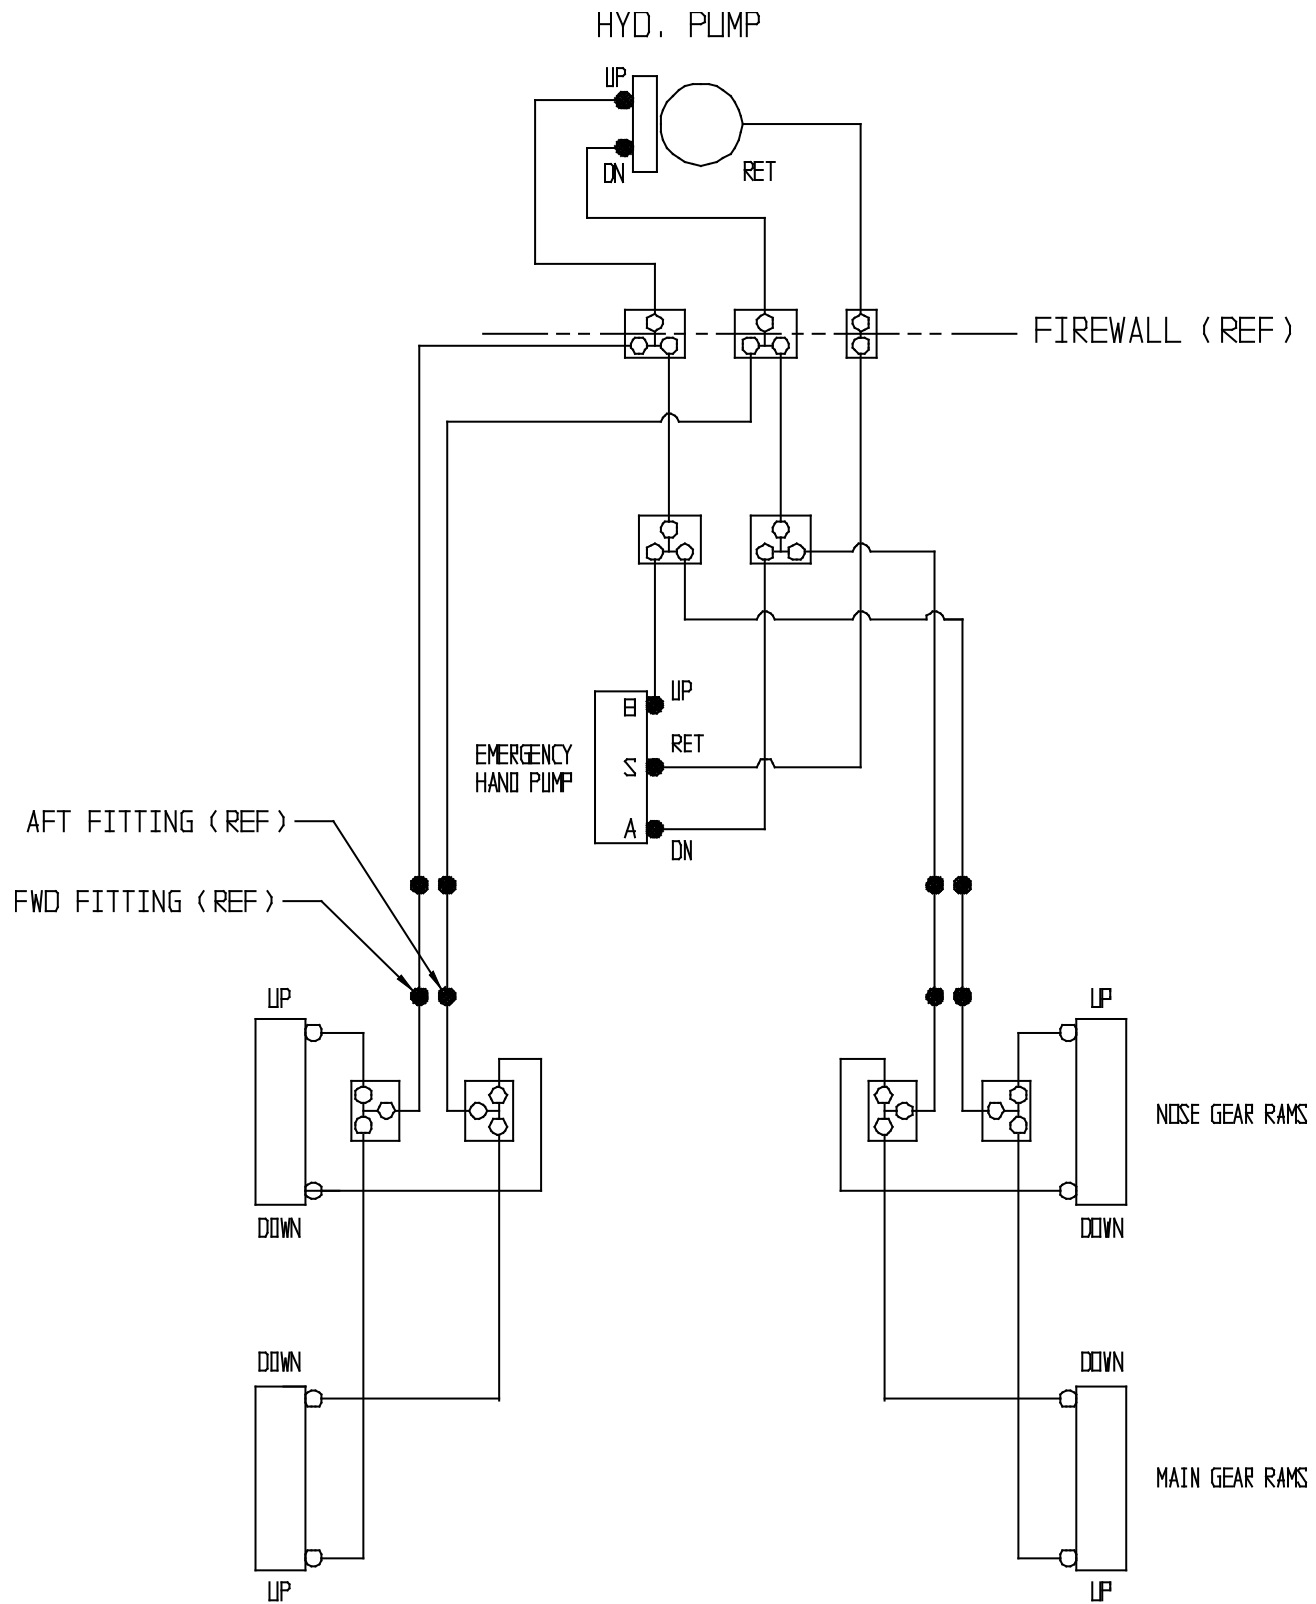 HYD. PUMP
UP
DN
RET
FIREWALL (REF)
UP
B
RET
EMERGENCY
HAND PUMP
S
A
DN
AFT FITTING (REF)
FWD FITTING (REF)
UP
UP
NOSE GEAR RAMS
DOWN
DOWN
DOWN
DOWN
MAIN GEAR RAMS
UP
UP